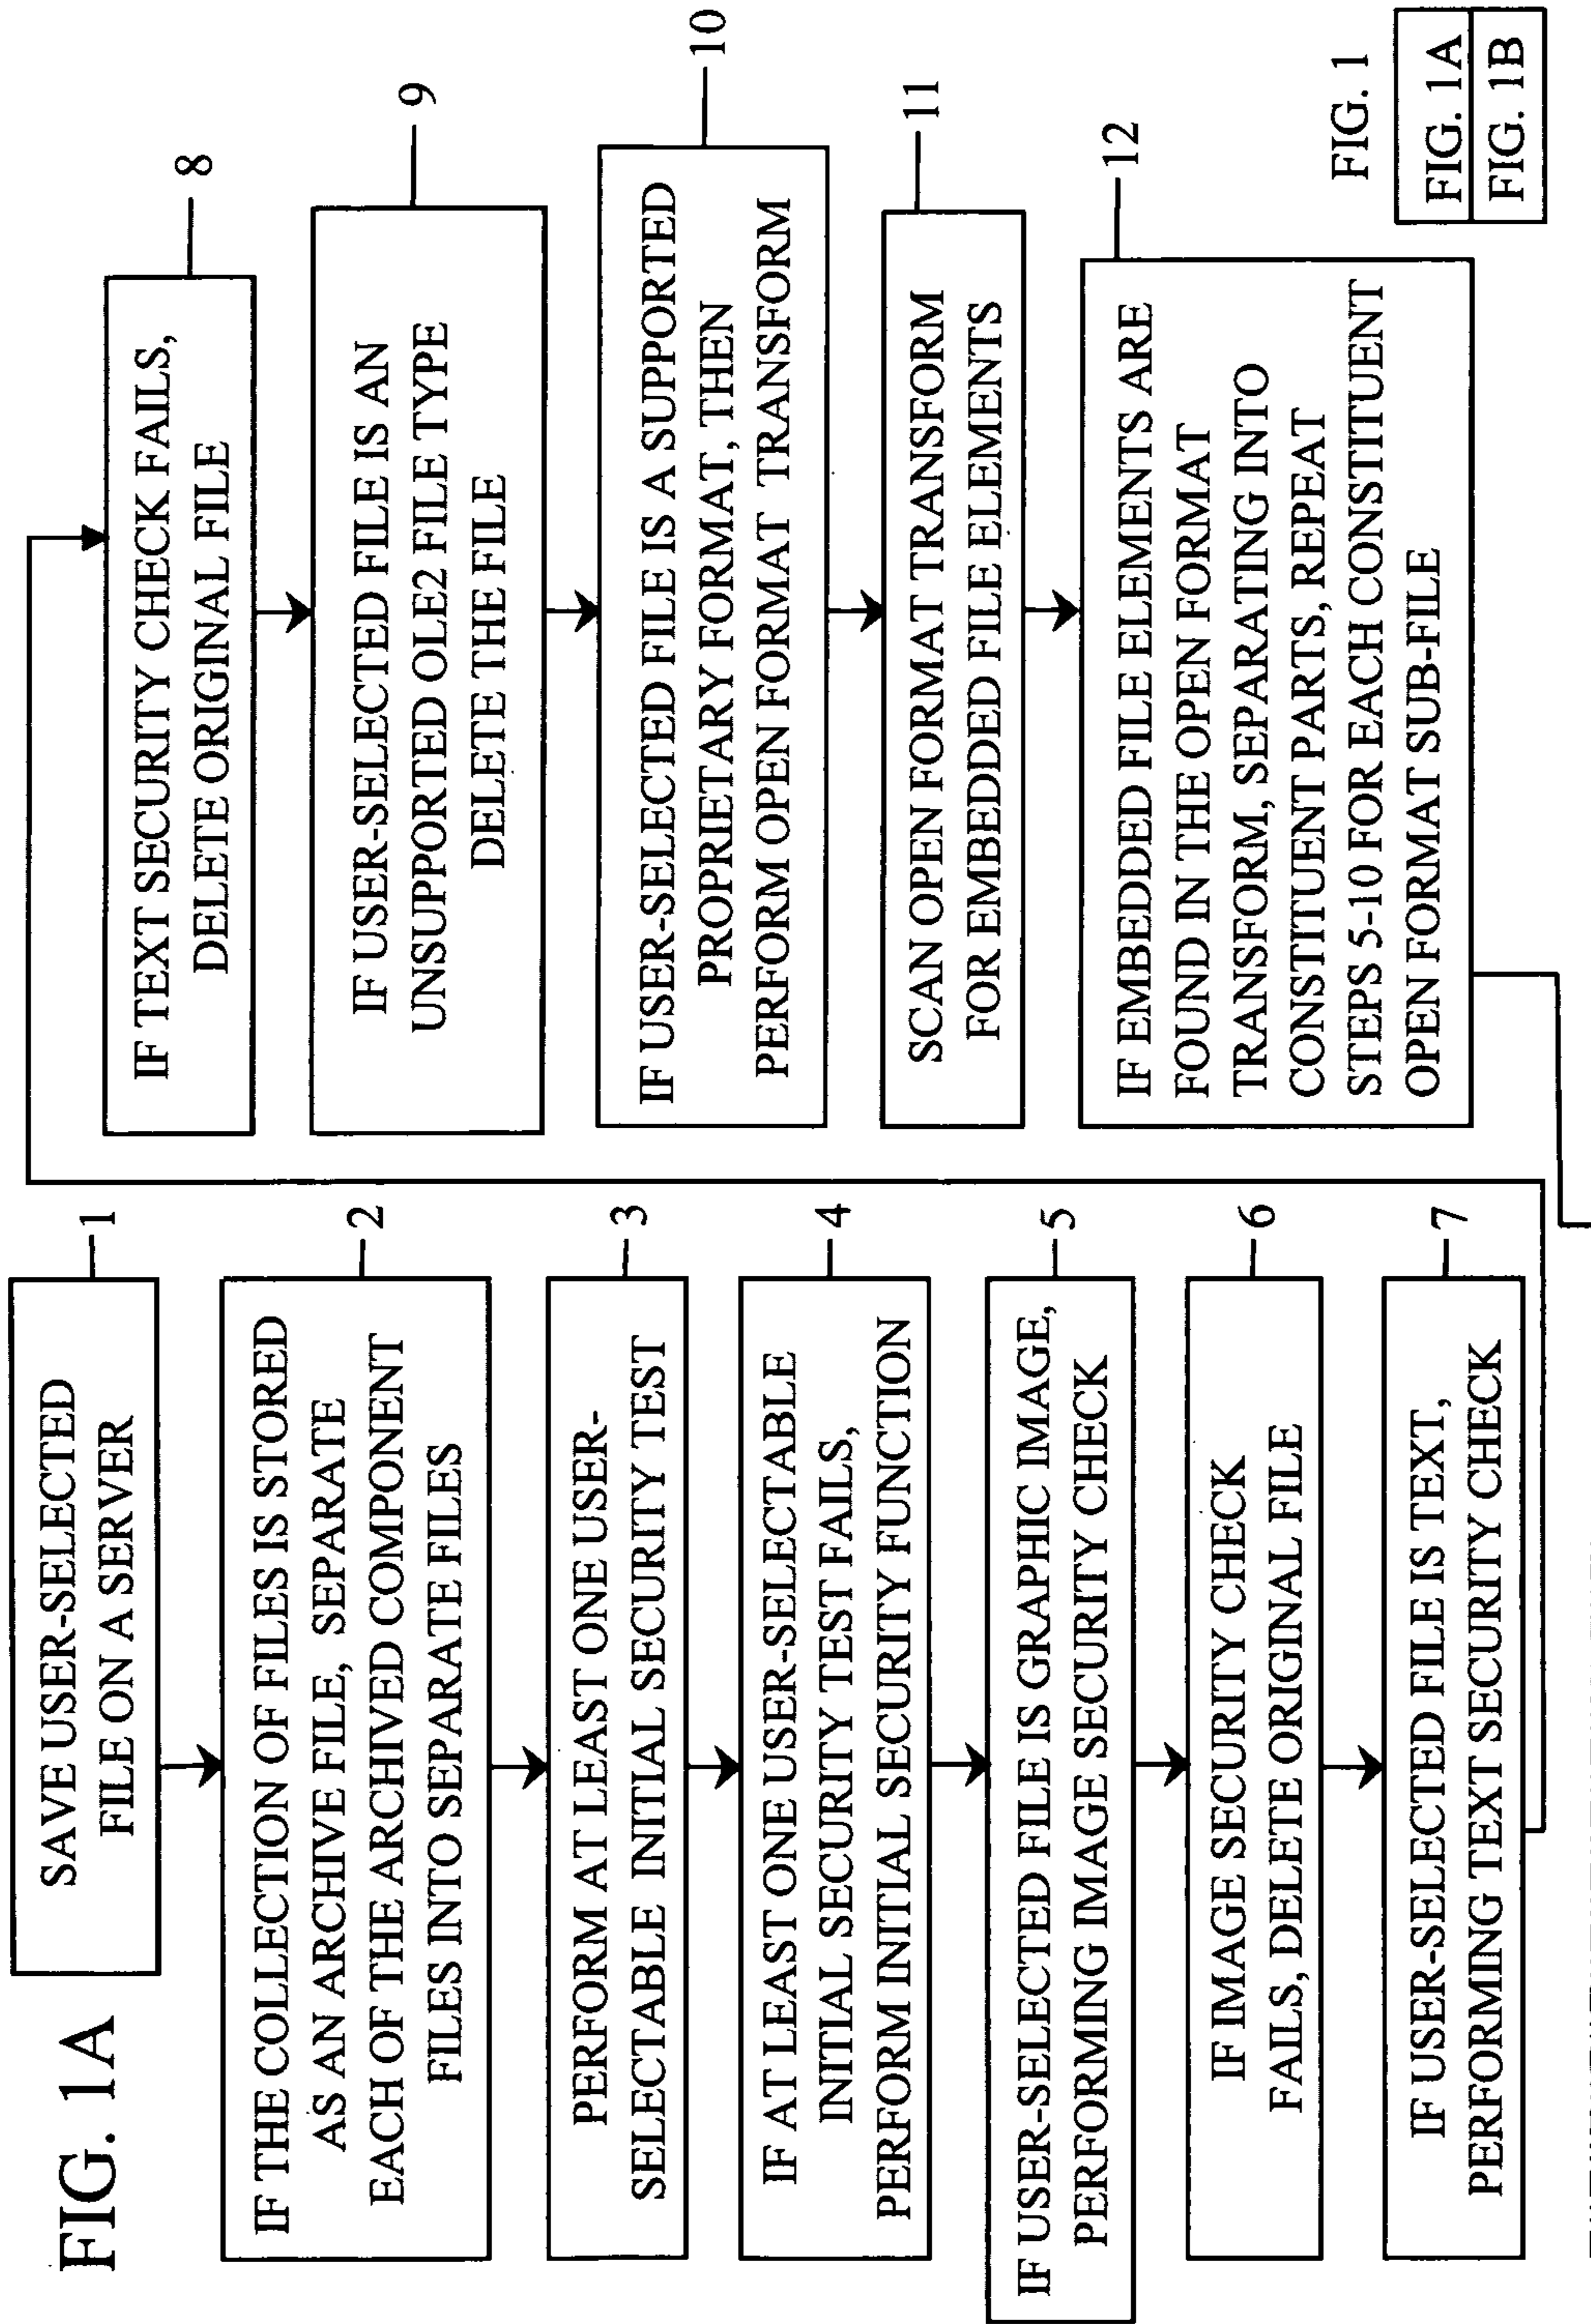 FIG. 1A
SAVE USER-SELECTED
FILE ON A SERVER
1
IF THE COLLECTION OF FILES IS STORED
AS AN ARCHIVE FILE, SEPARATE
EACH OF THE ARCHIVED COMPONENT
FILES INTO SEPARATE FILES
2
PERFORM AT LEAST ONE USER-
SELECTABLE INITIAL SECURITY TEST
3
IF AT LEAST ONE USER-SELECTABLE
INITIAL SECURITY TEST FAILS,
PERFORM INITIAL SECURITY FUNCTION
4
IF USER-SELECTED FILE IS GRAPHIC IMAGE,
PERFORMING IMAGE SECURITY CHECK
5
IF IMAGE SECURITY CHECK
FAILS, DELETE ORIGINAL FILE
6
IF USER-SELECTED FILE IS TEXT,
PERFORMING TEXT SECURITY CHECK
7
IF TEXT SECURITY CHECK FAILS,
DELETE ORIGINAL FILE
8
IF USER-SELECTED FILE IS AN
UNSUPPORTED OLE2 FILE TYPE
DELETE THE FILE
9
IF USER-SELECTED FILE IS A SUPPORTED
PROPRIETARY FORMAT, THEN
PERFORM OPEN FORMAT TRANSFORM
10
SCAN OPEN FORMAT TRANSFORM
FOR EMBEDDED FILE ELEMENTS
11
IF EMBEDDED FILE ELEMENTS ARE
FOUND IN THE OPEN FORMAT
TRANSFORM, SEPARATING INTO
CONSTITUENT PARTS, REPEAT
STEPS 5-10 FOR EACH CONSTITUENT
OPEN FORMAT SUB-FILE
12
FIG. 1
FIG. 1A
FIG. 1B